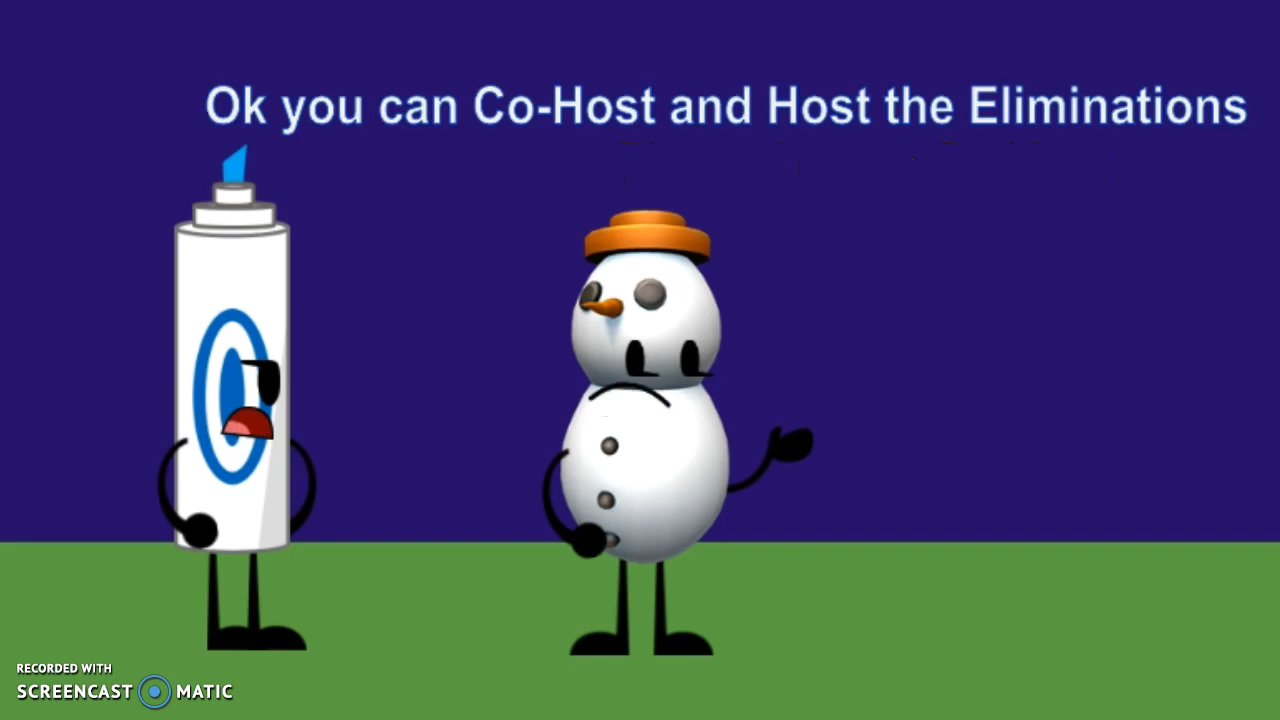 Ok you can Co-Host and Host the Eliminations
RECORDED WITH
SCREENCAST MATIC